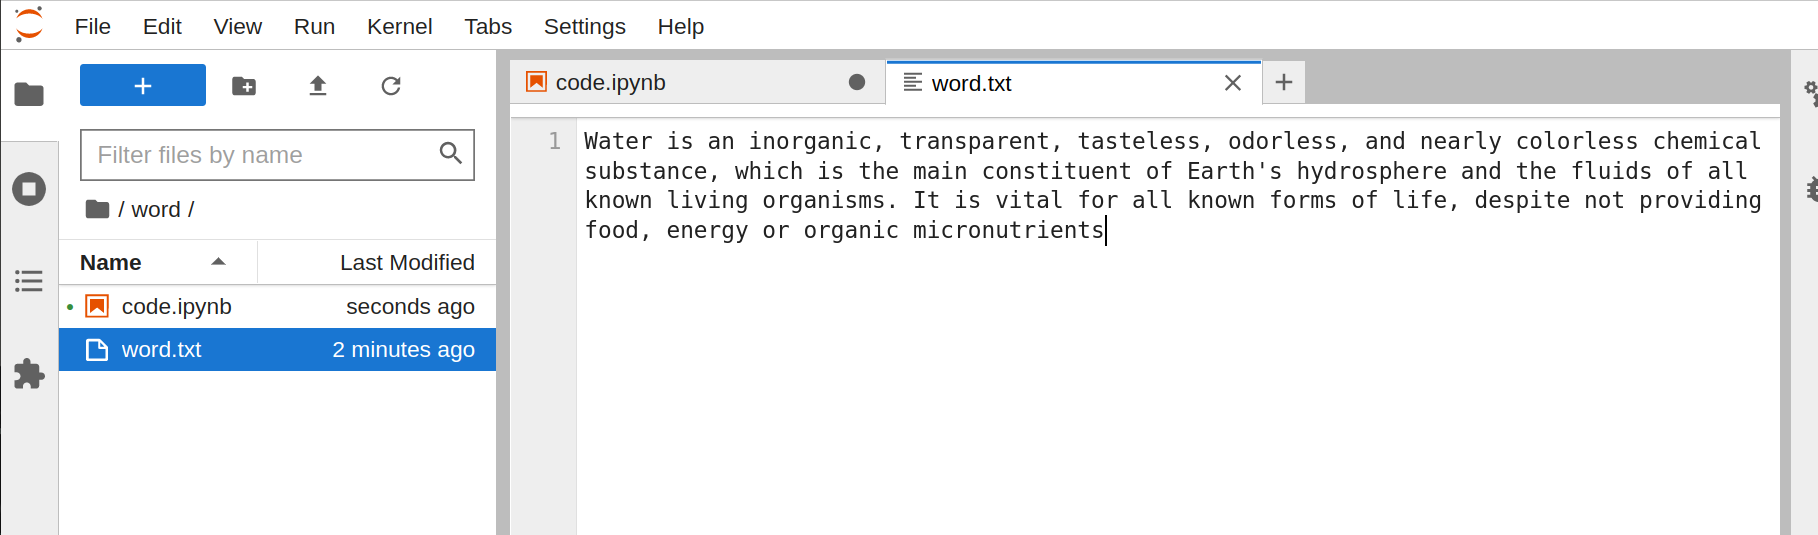 File Edit View Run Kernel Tabs Settings Help
code.ipynb word.txt
Filter files by name
/ word /
Name Last Modified
code.ipynb seconds ago
word.txt 2 minutes ago
1
Water is an inorganic, transparent, tasteless, odorless, and nearly colorless chemical
substance, which is the main constituent of Earth's hydrosphere and the fluids of all
known living organisms. It is vital for all known forms of life, despite not providing
food, energy or organic micronutrients